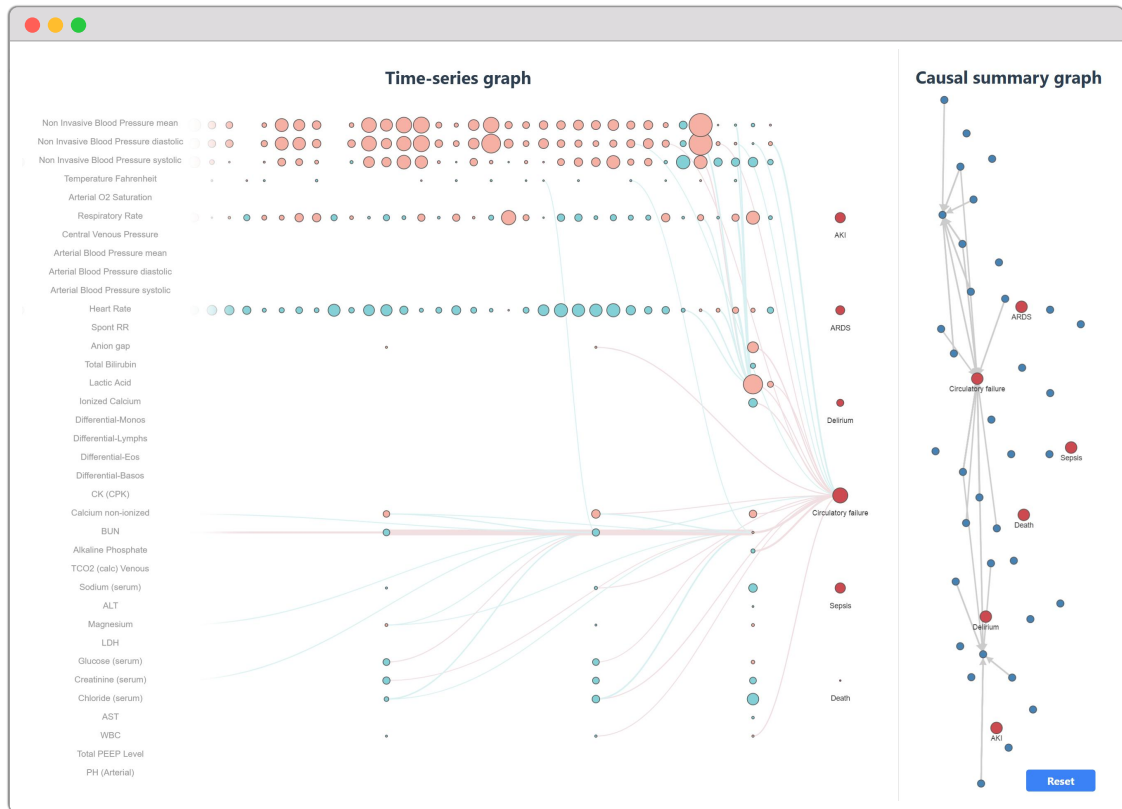 Time-series graph
Non Invasive Blood Pressure mean
Non Invasive Blood Pressure diastolic
Non Invasive Blood Pressure systolic
Temperature Fahrenheit
Arterial O2 Saturation
Respiratory Rate
Central Venous Pressure
Arterial Blood Pressure mean
Arterial Blood Pressure diastolic
Arterial Blood Pressure systolic
Heart Rate
Spont RR
Anion gap
Total Bilirubin
Lactic Acid
Ionized Calcium
Differential-Monos
Differential-Lymphs
Differential-Eos
Differential-Basos
CK (CPK)
Calcium non-ionized
BUN
Alkaline Phosphate
TCO2 (calc) Venous
Sodium (serum)
ALT
Magnesium
LDH
Glucose (serum)
Creatinine (serum)
Chloride (serum)
AST
WBC
Total PEEP Level
PH (Arterial)
AKI
ARDS
Delirium
Circulatory failure
Sepsis
Death
Causal summary graph
ARDS
Circulatory failure
Sepsis
Death
Delirium
AKI
Reset